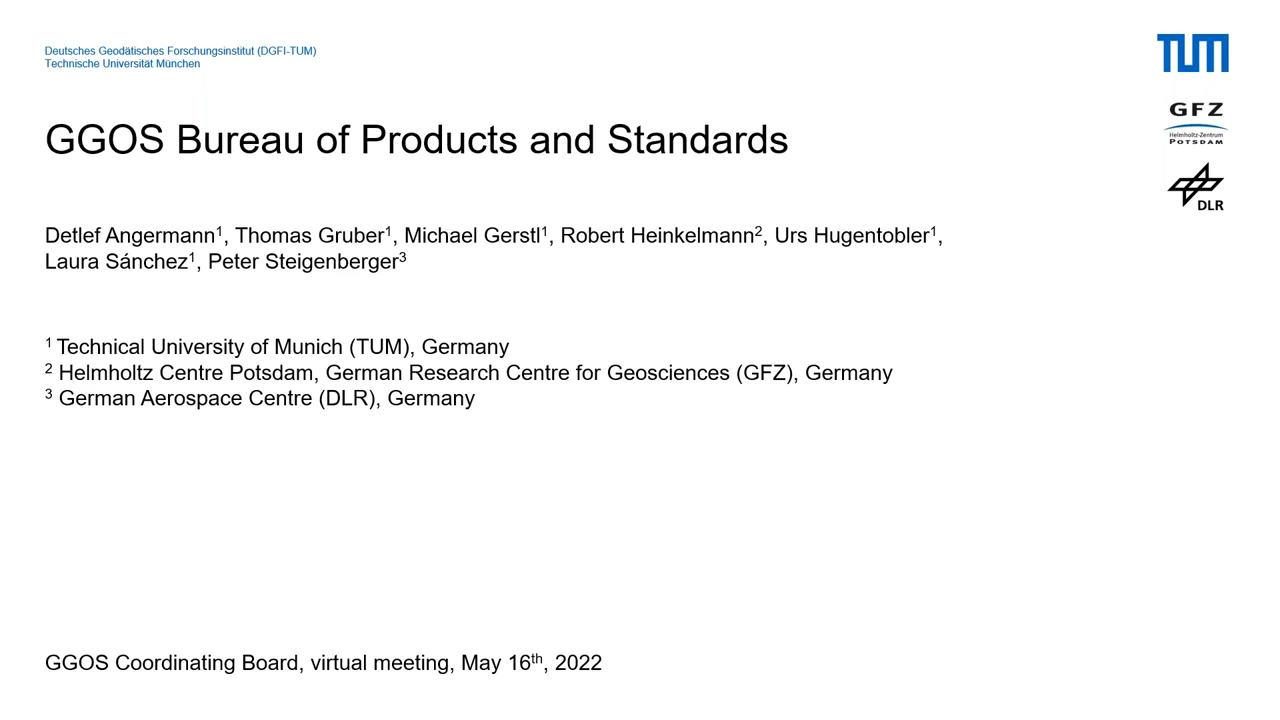 Deutsches Geodätisches Forschungsinstitut (DGFI-TUM)
Technische Universität München
TUM
GFZ
Helmholtz-Zentrum
POTSDAM
DLR
GGOS Bureau of Products and Standards
Detlef Angermann¹, Thomas Gruber¹, Michael Gerstl¹, Robert Heinkelmann², Urs Hugentobler¹,
Laura Sánchez¹, Peter Steigenberger³
¹ Technical University of Munich (TUM), Germany
² Helmholtz Centre Potsdam, German Research Centre for Geosciences (GFZ), Germany
³ German Aerospace Centre (DLR), Germany
GGOS Coordinating Board, virtual meeting, May 16th, 2022